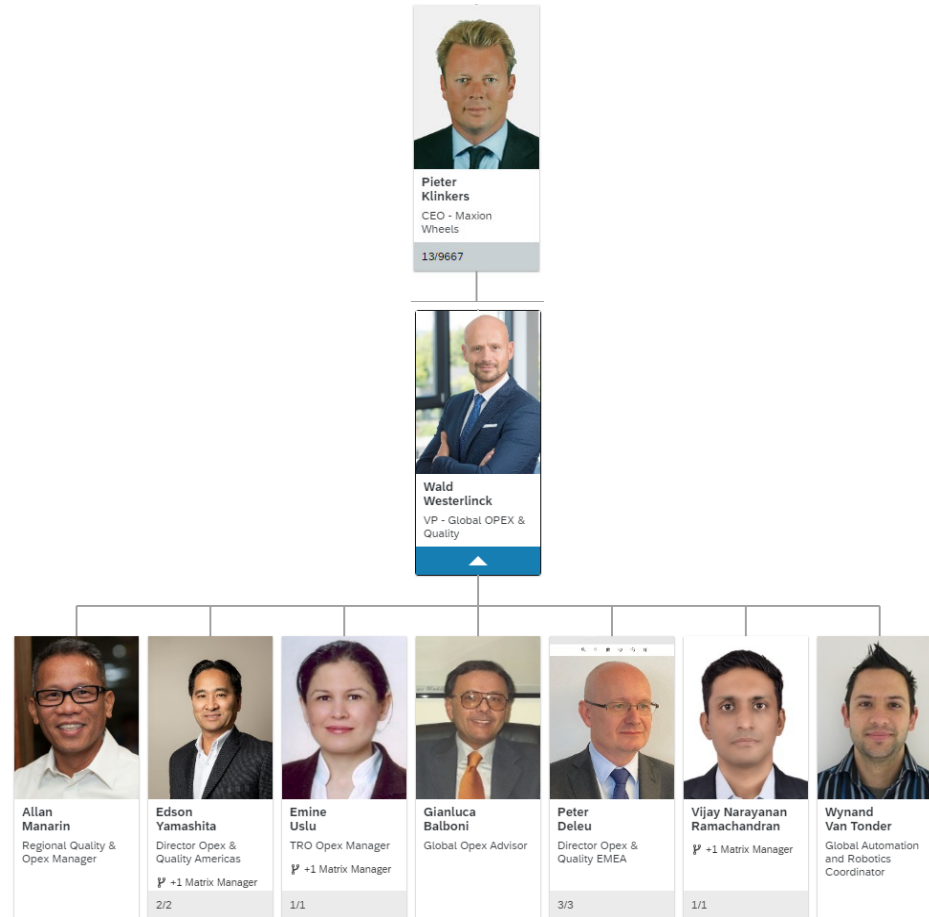 Pieter
Klinkers
CEO - Maxion
Wheels
13/9667
Wald
Westerlinck
VP - Global OPEX &
Quality
Allan
Manarin
Regional Quality &
Opex Manager
Edson
Yamashita
Director Opex &
Quality Americas
+1 Matrix Manager
2/2
Emine
Uslu
TRO Opex Manager
+1 Matrix Manager
1/1
Gianluca
Balboni
Global Opex Advisor
Peter
Deleu
Director Opex &
Quality EMEA
3/3
Vijay Narayanan
Ramachandran
+1 Matrix Manager
1/1
Wynand
Van Tonder
Global Automation
and Robotics
Coordinator